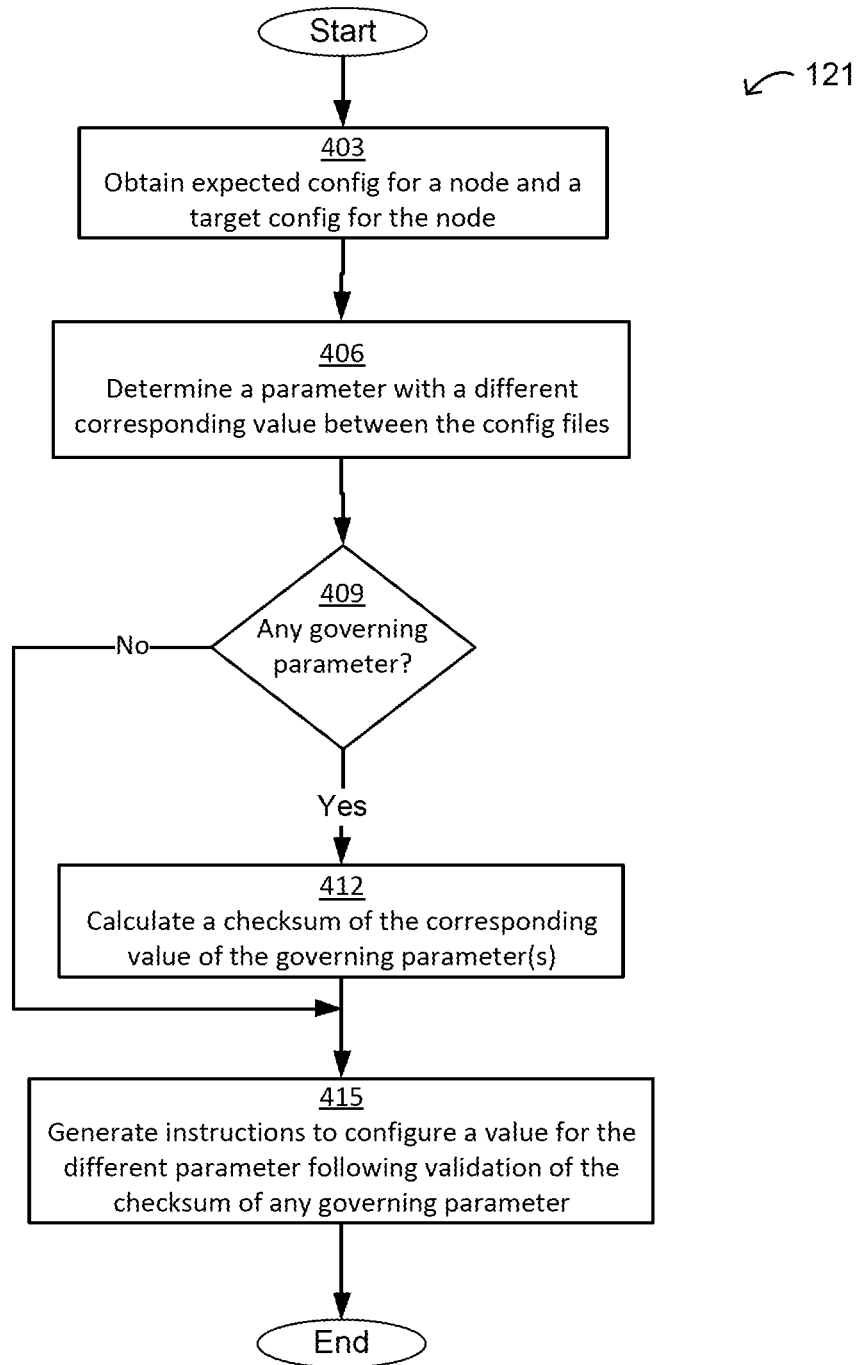 Start
121
403
Obtain expected config for a node and a
target config for the node
406
Determine a parameter with a different
corresponding value between the config files
409
Any governing
parameter?
No
Yes
412
Calculate a checksum of the corresponding
value of the governing parameter(s)
415
Generate instructions to configure a value for the
different parameter following validation of the
checksum of any governing parameter
End